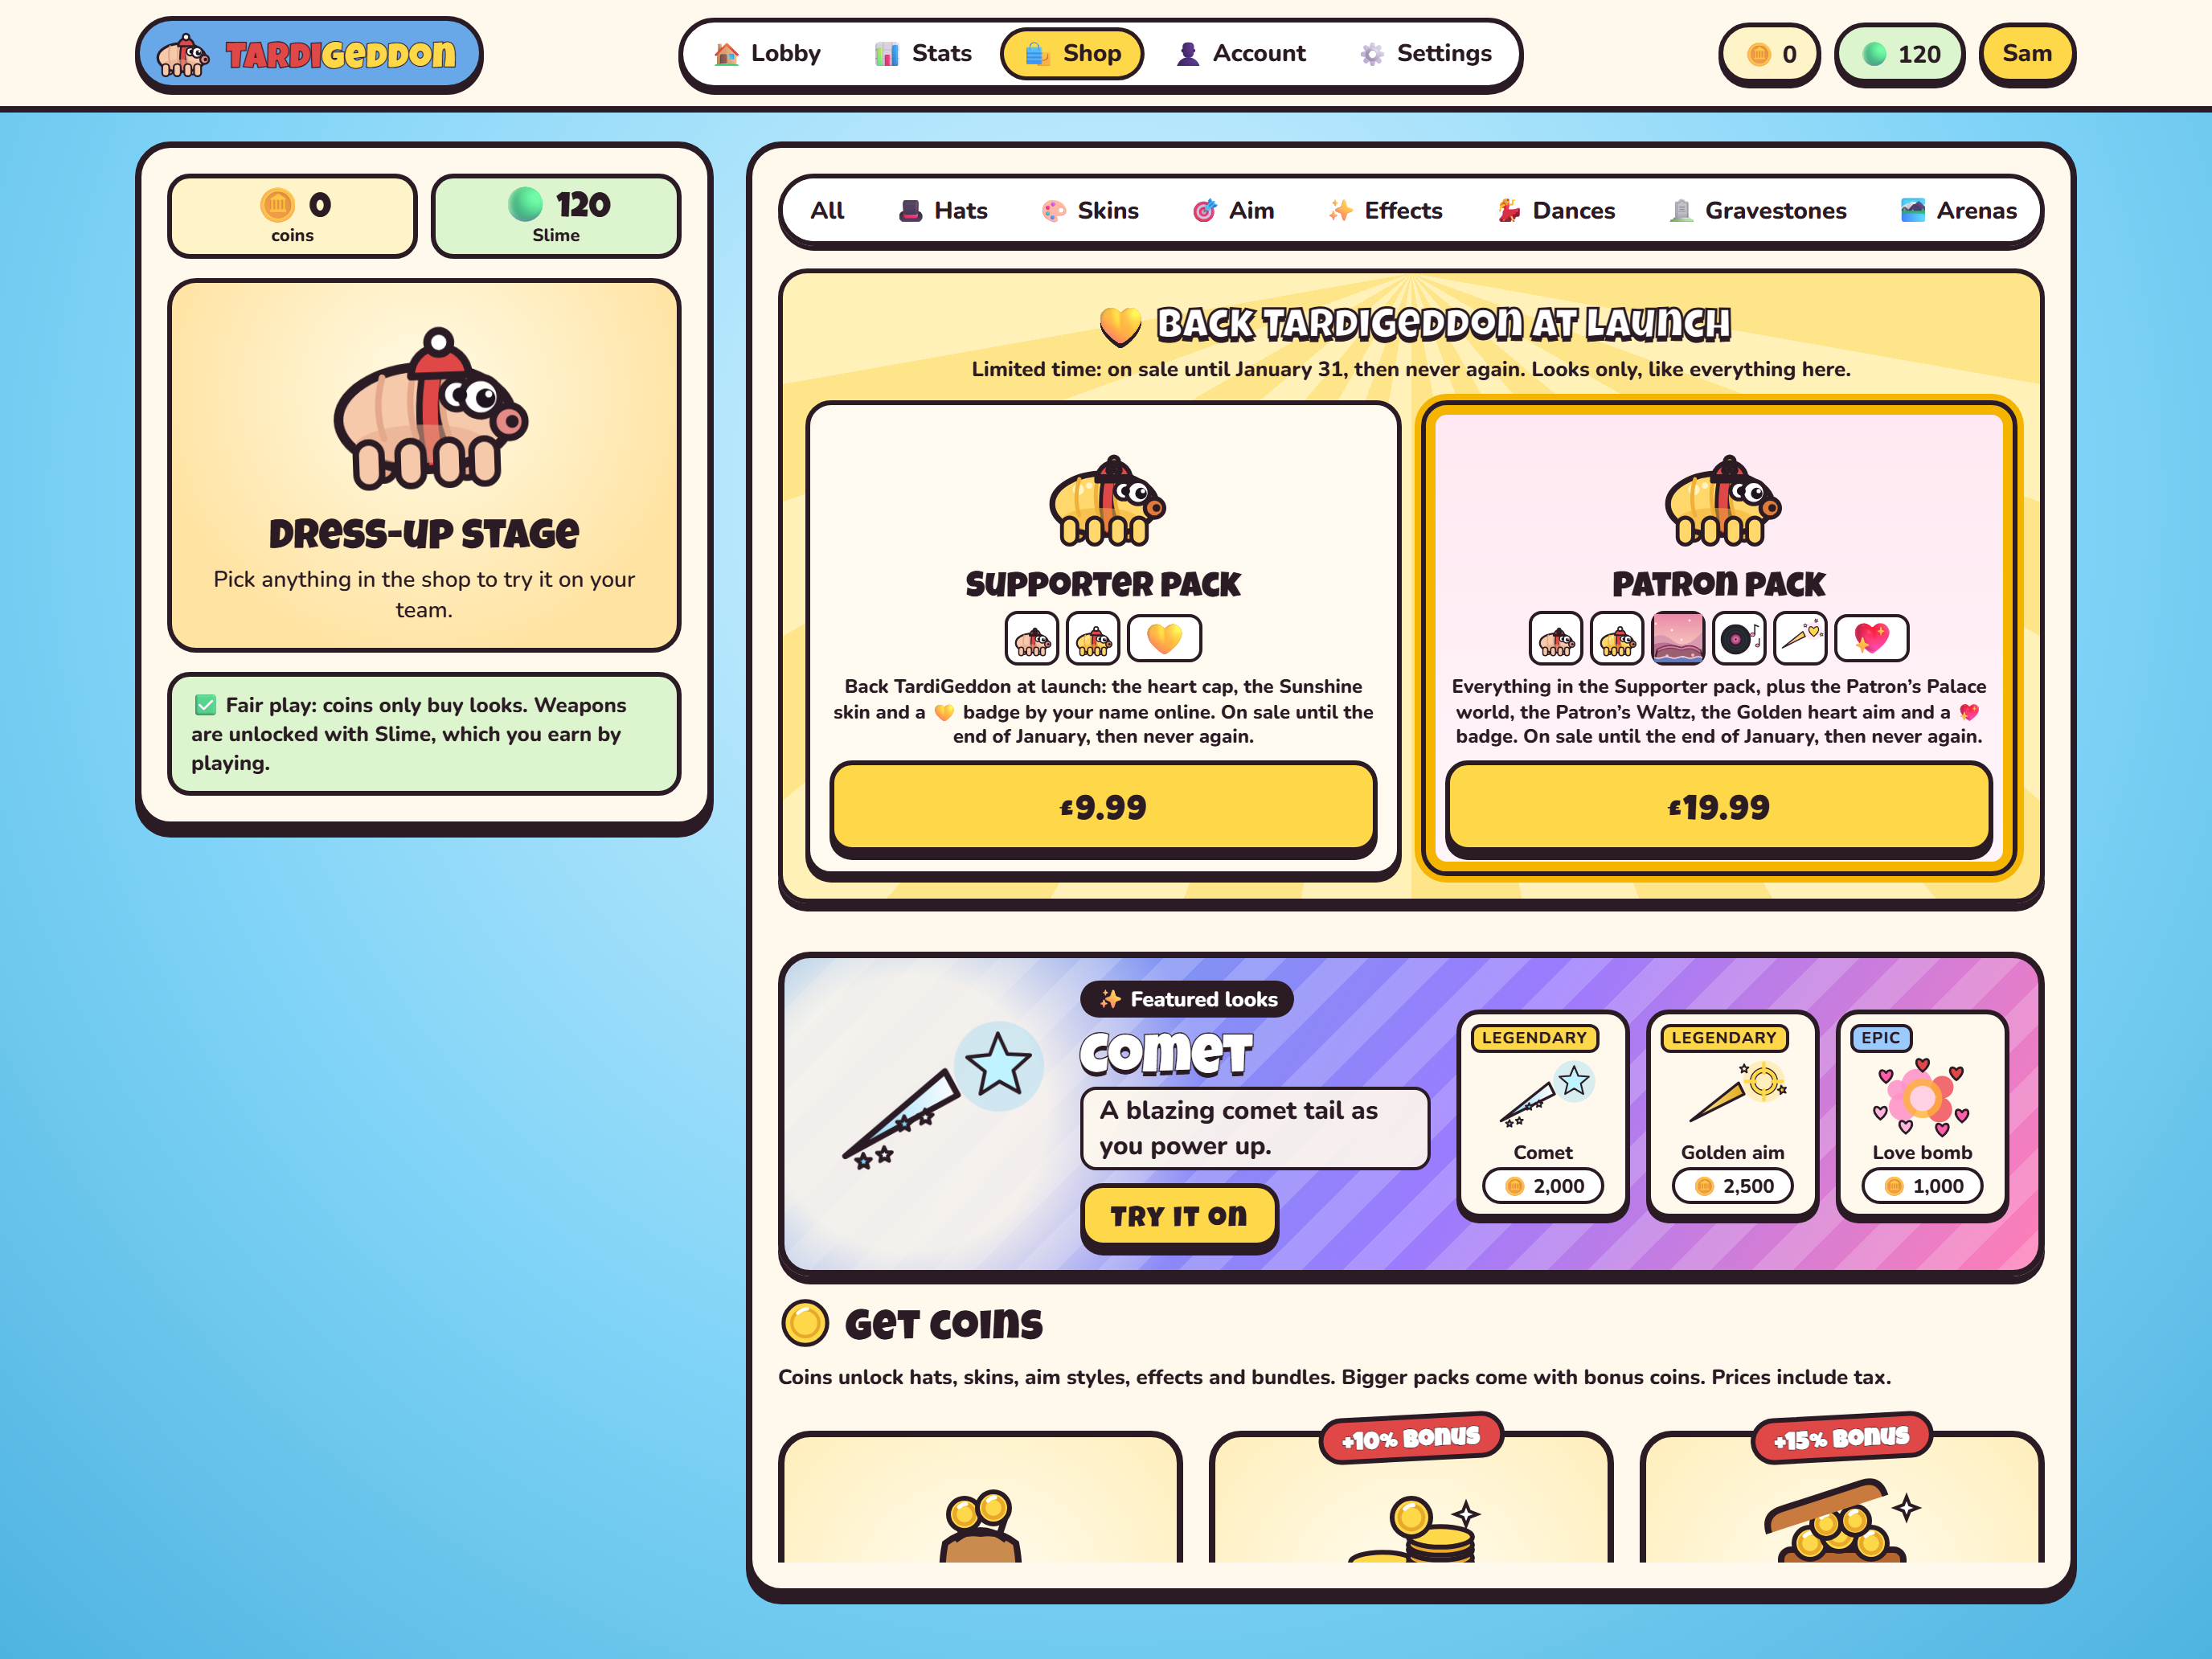 TARDIGEDDON
Lobby
Stats
Shop
Account
Settings
0
120
Sam
0
coins
120
Slime
DRESS-UP STAGE
Pick anything in the shop to try it on your
team.
Fair play: coins only buy looks. Weapons
are unlocked with Slime, which you earn by
playing.
All
Hats
Skins
Aim
Effects
Dances
Gravestones
Arenas
BACK TARDIGEDDON AT LAUNCH
Limited time: on sale until January 31, then never again. Looks only, like everything here.
SUPPORTER PACK
Back TardiGeddon at launch: the heart cap, the Sunshine
skin and a 💛 badge by your name online. On sale until the
end of January, then never again.
£9.99
PATRON PACK
Everything in the Supporter pack, plus the Patron’s Palace
world, the Patron’s Waltz, the Golden heart aim and a 💖
badge. On sale until the end of January, then never again.
£19.99
Featured looks
COMET
A blazing comet tail as
you power up.
TRY IT ON
LEGENDARY
Comet
2,000
LEGENDARY
Golden aim
2,500
EPIC
Love bomb
1,000
GET COINS
Coins unlock hats, skins, aim styles, effects and bundles. Bigger packs come with bonus coins. Prices include tax.
+10% BONUS
+15% BONUS